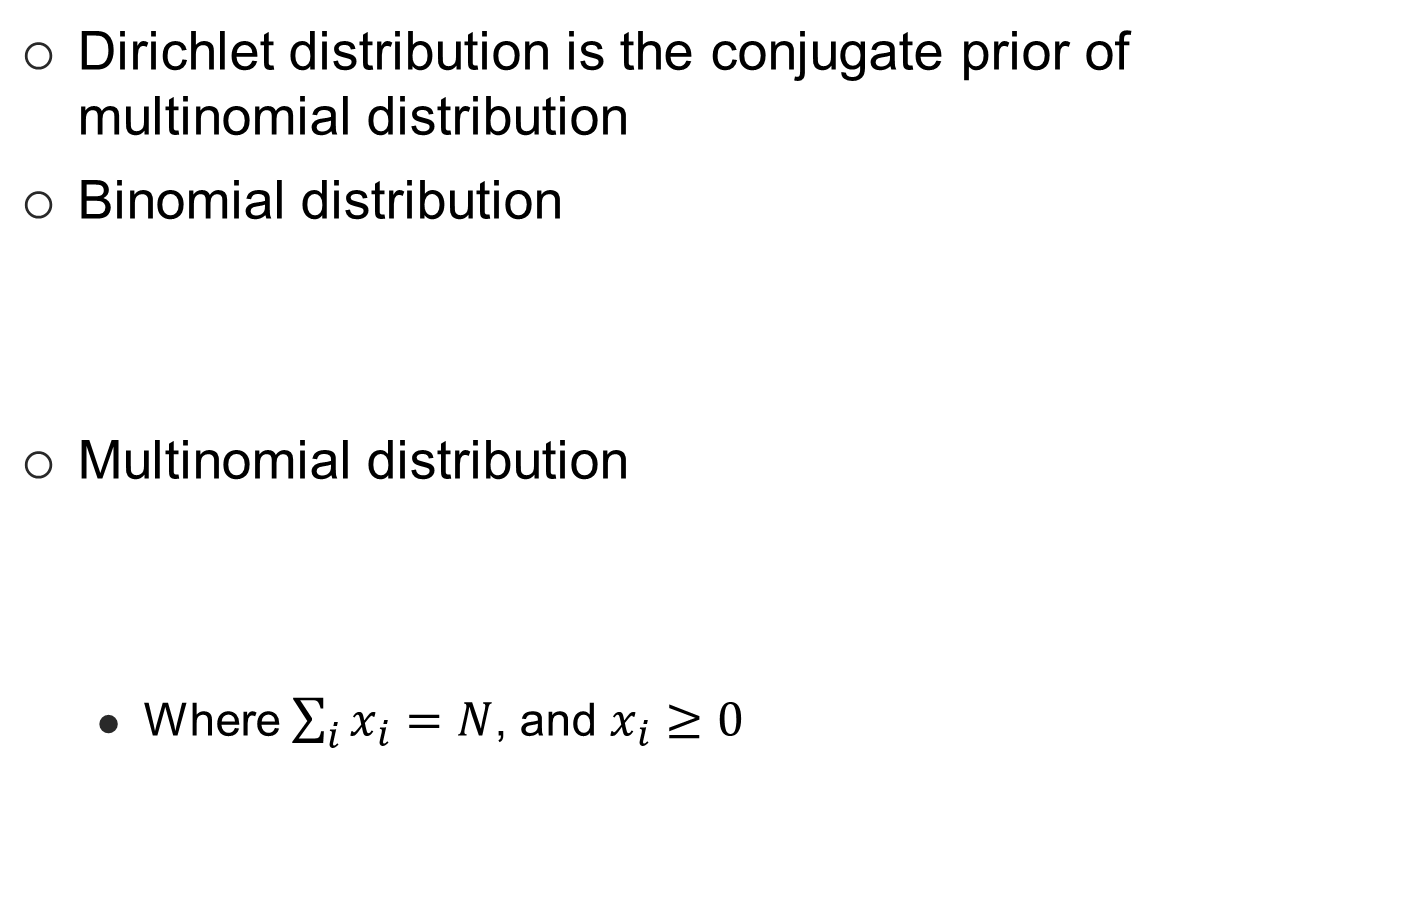 ○ Dirichlet distribution is the conjugate prior of
multinomial distribution
○ Binomial distribution
○ Multinomial distribution
● Where ∑ᵢ 𝑥ᵢ = 𝑁, and 𝑥ᵢ ≥ 0